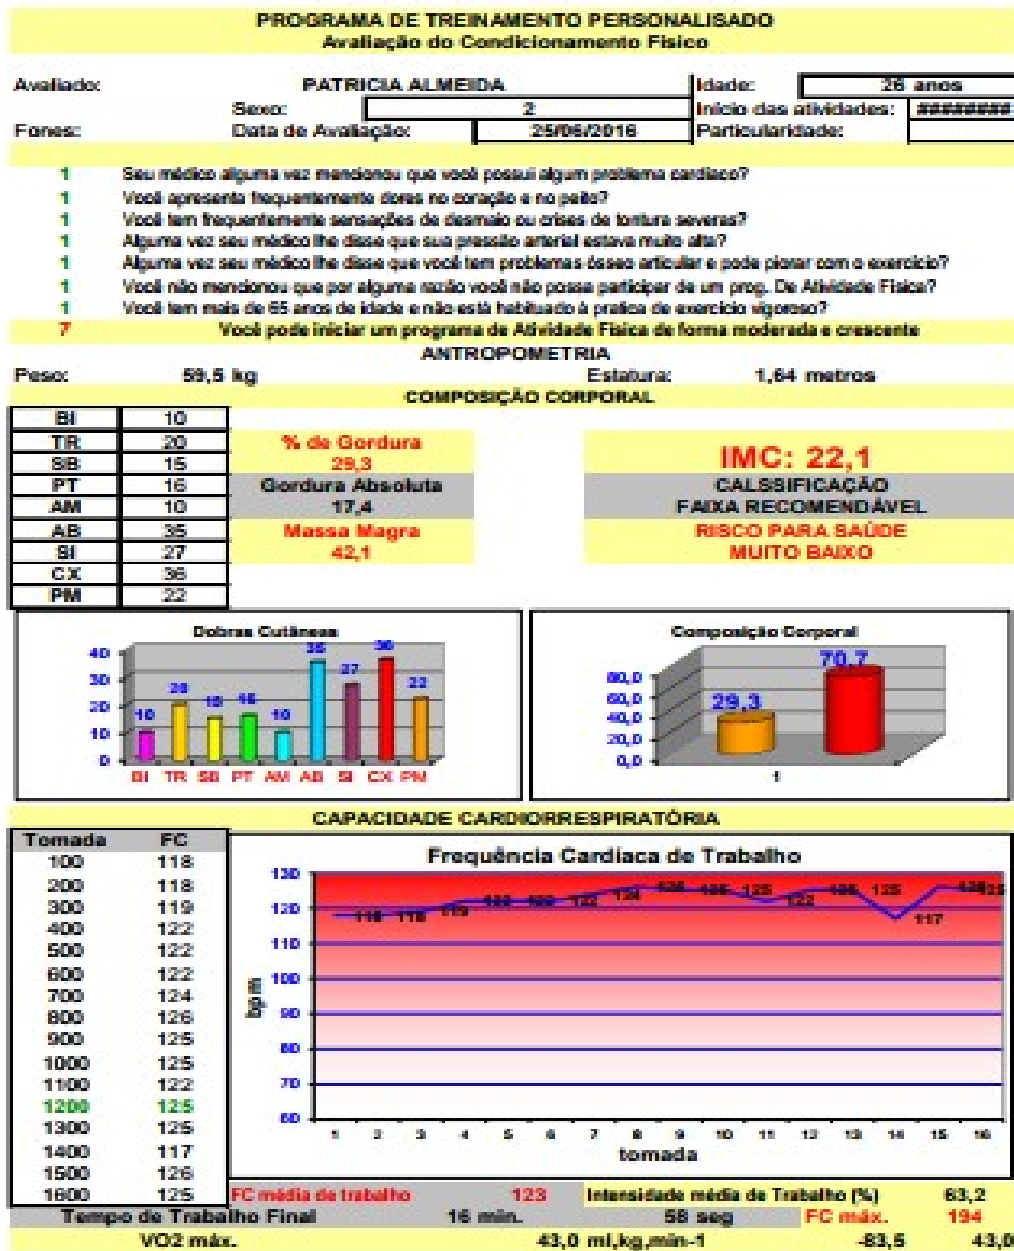 PROGRAMA DE TREINAMENTO PERSONALISADO
Avaliação do Condicionamento Físico
Avaliado: PATRICIA ALMEIDA Idade: 26 anos
Sexo: 2 Início das atividades: #########
Fones: Data de Avaliação: 25/06/2016 Particularidade:
1 Seu médico alguma vez mencionou que você possui algum problema cardíaco?
1 Você apresenta frequentemente dores no coração e no peito?
1 Você tem frequentemente sensações de desmaio ou crises de tontura severas?
1 Alguma vez seu médico lhe disse que sua pressão arterial estava muito alta?
1 Alguma vez seu médico lhe disse que você tem problemas ósseo articular e pode piorar com o exercício?
1 Você não mencionou que por alguma razão você não possa participar de um prog. De Atividade Física?
1 Você tem mais de 65 anos de idade e não está habituado à pratica de exercício vigoroso?
7 Você pode iniciar um programa de Atividade Física de forma moderada e crescente
ANTROPOMETRIA
Peso: 59,5 kg Estatura: 1,64 metros
COMPOSIÇÃO CORPORAL
BI 10
TR 20 % de Gordura
SB 15 29,3 IMC: 22,1
PT 16 Gordura Absoluta CALSSIFICAÇÃO
AM 10 17,4 FAIXA RECOMENDÁVEL
AB 35 Massa Magra RISCO PARA SAÚDE
SI 27 42,1 MUITO BAIXO
CX 36
PM 22
Dobras Cutâneas
40
30
20
10
0
10 20 15 16 10 35 27 36 22
BI TR SB PT AM AB SI CX PM
Composição Corporal
80,0
60,0
40,0
20,0
0,0
29,3 70,7
1
CAPACIDADE CARDIORRESPIRATÓRIA
Tomada FC
100 118
200 118
300 119
400 122
500 122
600 122
700 124
800 126
900 125
1000 125
1100 122
1200 125
1300 125
1400 117
1500 126
1600 125
Frequência Cardíaca de Trabalho
130
120
110
100
90
80
70
60
bpm
118 118 119 122 122 122 124 126 125 125 122 125 125 117 126 125
1 2 3 4 5 6 7 8 9 10 11 12 13 14 15 16
tomada
FC média de trabalho 123 Intensidade média de Trabalho (%) 63,2
Tempo de Trabalho Final 16 min. 58 seg FC máx. 194
VO2 máx. 43,0 ml,kg,min-1 -83,5 43,0